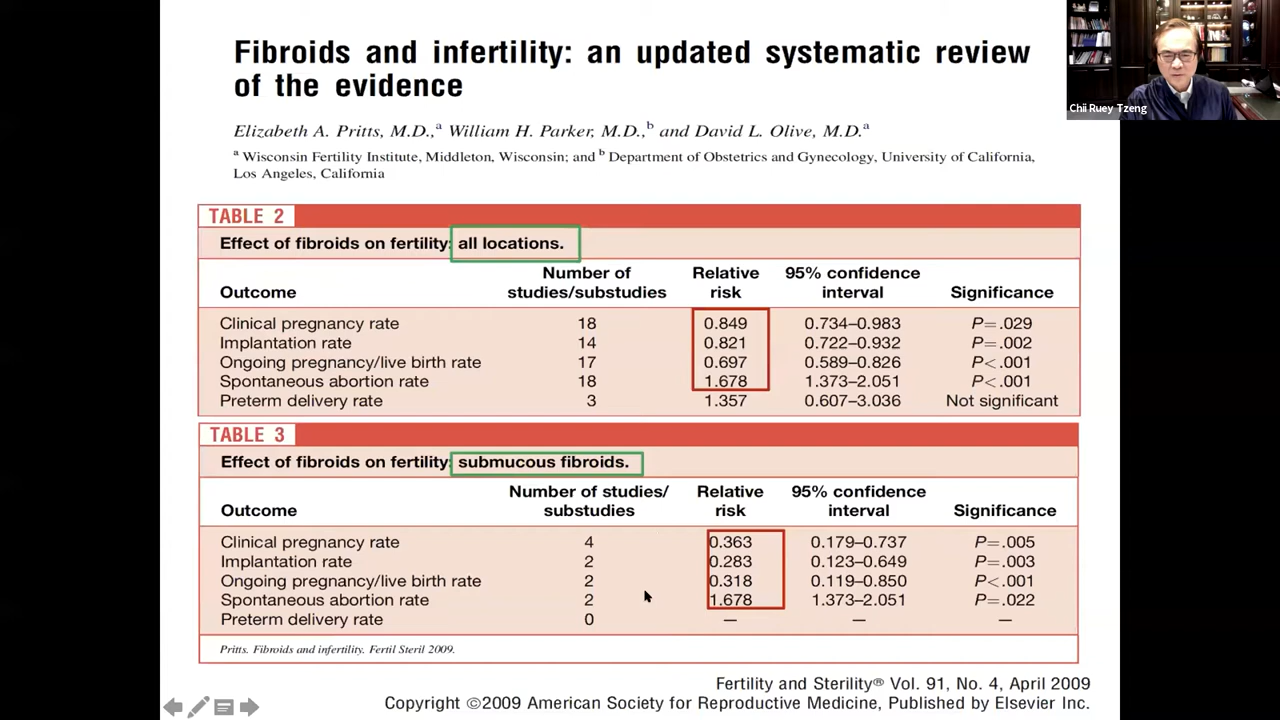 Fibroids and infertility: an updated systematic review
of the evidence
Chii Ruey Tzeng
Elizabeth A. Pritts, M.D.,a William H. Parker, M.D.,b and David L. Olive, M.D.a
a Wisconsin Fertility Institute, Middleton, Wisconsin; and b Department of Obstetrics and Gynecology, University of California,
Los Angeles, California
TABLE 2
Effect of fibroids on fertility: all locations.
Number of Relative 95% confidence
Outcome studies/substudies risk interval Significance
Clinical pregnancy rate 18 0.849 0.734–0.983 P=.029
Implantation rate 14 0.821 0.722–0.932 P=.002
Ongoing pregnancy/live birth rate 17 0.697 0.589–0.826 P<.001
Spontaneous abortion rate 18 1.678 1.373–2.051 P<.001
Preterm delivery rate 3 1.357 0.607–3.036 Not significant
TABLE 3
Effect of fibroids on fertility: submucous fibroids.
Number of studies/ Relative 95% confidence
Outcome substudies risk interval Significance
Clinical pregnancy rate 4 0.363 0.179–0.737 P=.005
Implantation rate 2 0.283 0.123–0.649 P=.003
Ongoing pregnancy/live birth rate 2 0.318 0.119–0.850 P<.001
Spontaneous abortion rate 2 1.678 1.373–2.051 P=.022
Preterm delivery rate 0 — — —
Pritts. Fibroids and infertility. Fertil Steril 2009.
Fertility and Sterility® Vol. 91, No. 4, April 2009
Copyright ©2009 American Society for Reproductive Medicine, Published by Elsevier Inc.